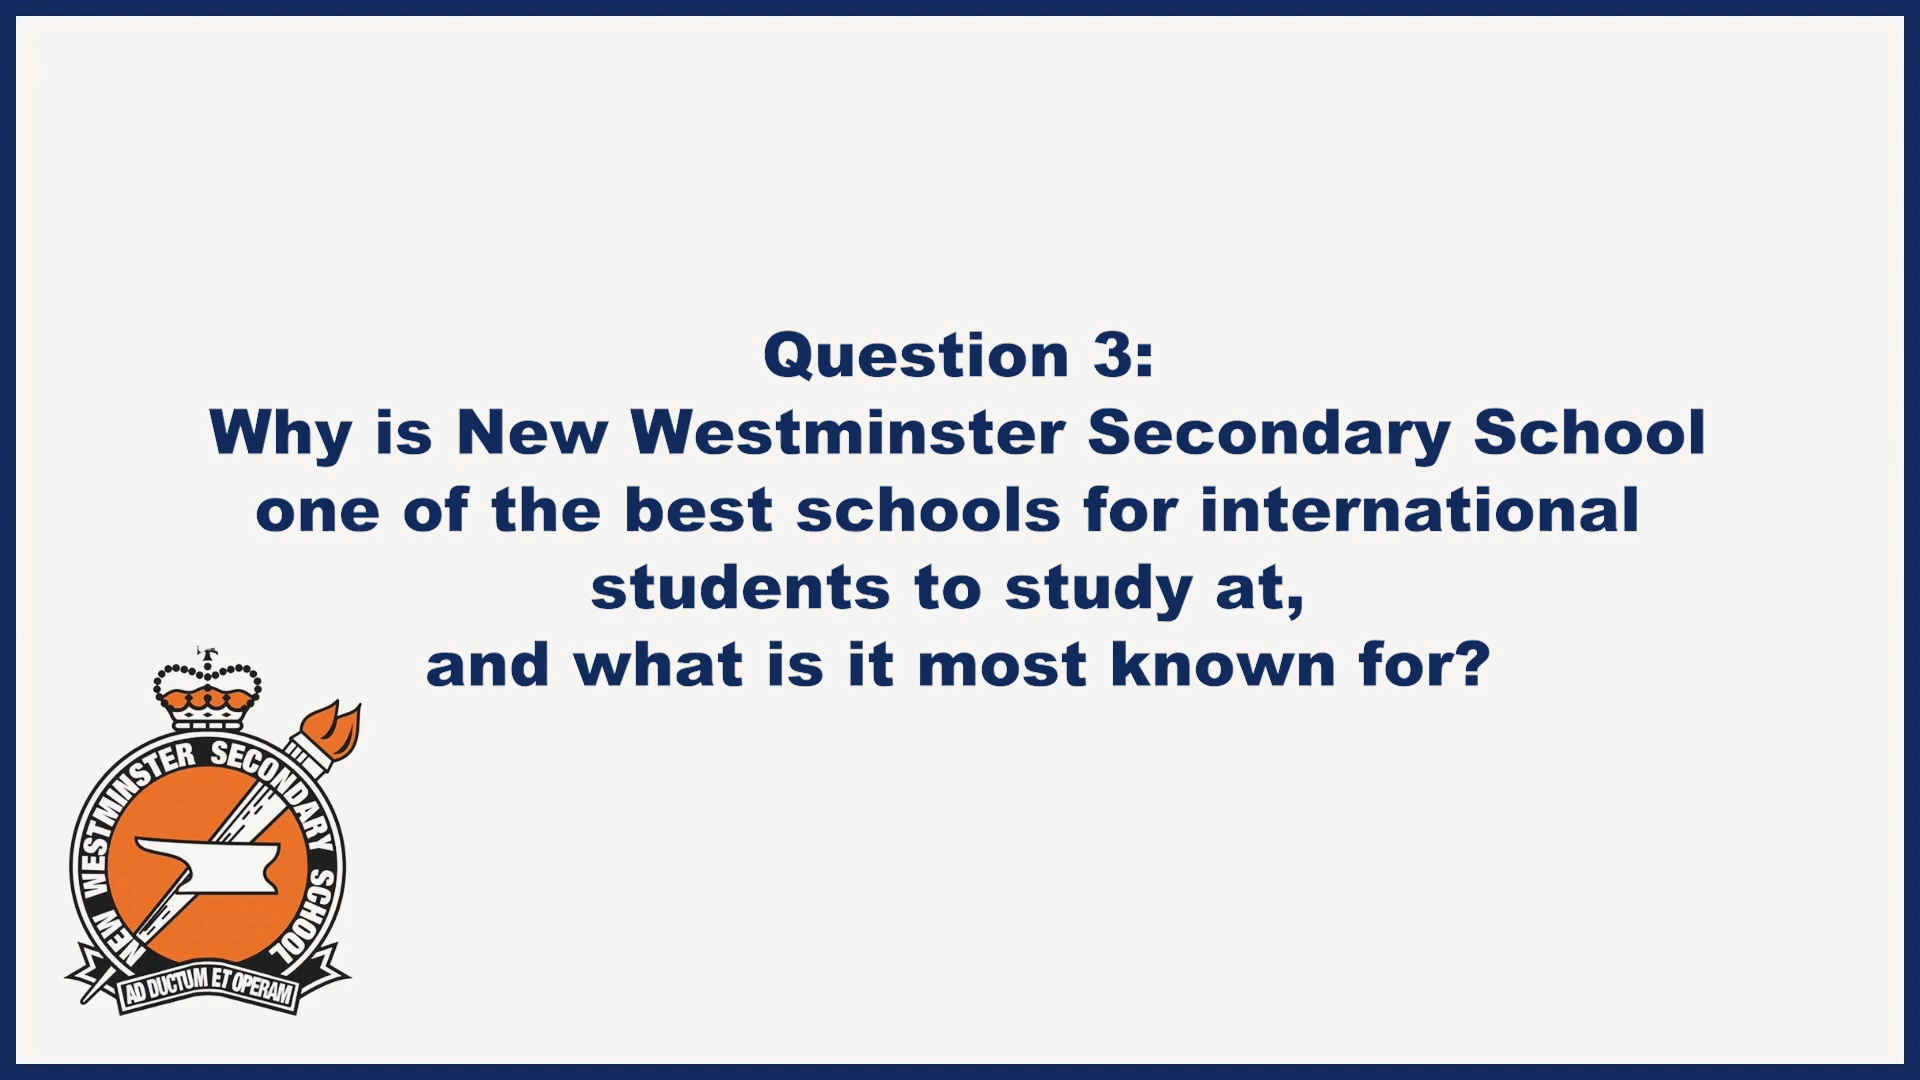 Question 3:
Why is New Westminster Secondary School
one of the best schools for international
students to study at,
and what is it most known for?
NEW WESTMINSTER SECONDARY SCHOOL
AD DUCTUM ET OPERAM